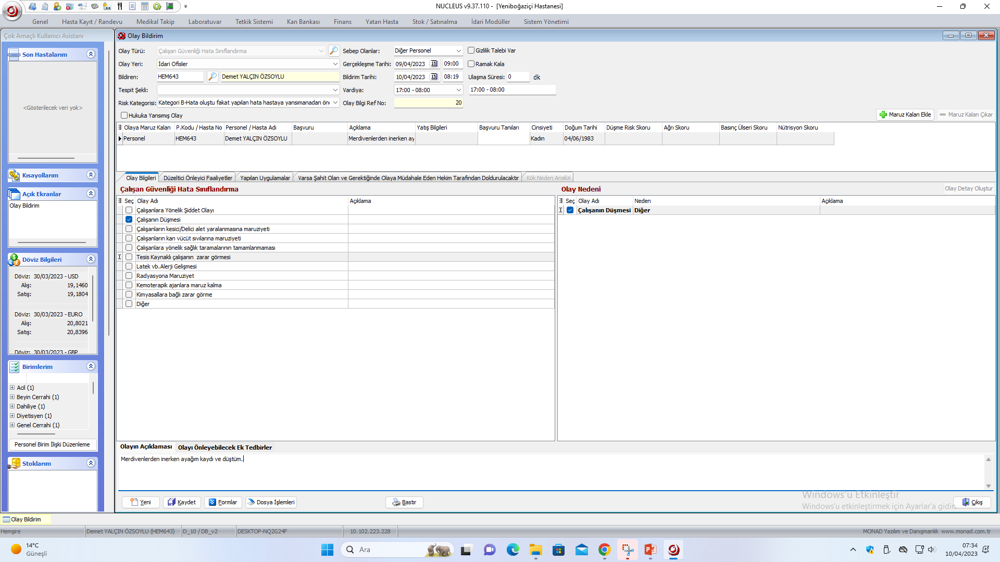 NUCLEUS v9.37.110 - [Yeniboğaziçi Hastanesi]
Genel Hasta Kayıt / Randevu Medikal Takip Laboratuvar Tetkik Sistemi Kan Bankası Finans Yatan Hasta Stok / Satınalma İdari Modüller Sistem Yönetimi
Çok Amaçlı Kullanıcı Asistanı
Son Hastalarım
<Gösterilecek veri yok>
Kısayollarım
Açık Ekranlar
Olay Bildirim
Döviz Bilgileri
Döviz: 30/03/2023 - USD
Alış: 19,1460
Satış: 19,1804
Döviz: 30/03/2023 - EURO
Alış: 20,8021
Satış: 20,8396
Döviz: 30/03/2023 - GBP
Birimlerim
Acil (1)
Beyin Cerrahi (1)
Dahiliye (1)
Diyetisyen (1)
Genel Cerrahi (1)
Personel Birim İlişki Düzenleme
Stoklarım
Olay Bildirim
Olay Türü: Çalışan Güvenliği Hata Sınıflandırma Sebep Olanlar: Diğer Personel Gizlilik Talebi Var
Olay Yeri: İdari Ofisler Gerçekleşme Tarihi: 09/04/2023 15 09:00 Ramak Kala
Bildiren: HEM643 Demet YALÇIN ÖZSOYLU Bildirim Tarihi: 10/04/2023 15 08:19 Ulaşma Süresi: 0 dk
Tespit Şekli: Vardiya: 17:00 - 08:00 17:00 - 08:00
Risk Kategorisi: Kategori B-Hata oluştu fakat yapılan hata hastaya yansımanadan ön Olay Bilgi Ref No: 20
Hukuka Yansımış Olay Maruz Kalan Ekle Maruz Kalan Çıkar
Olaya Maruz Kalan P.Kodu / Hasta No Personel / Hasta Adı Başvuru Açıklama Yatış Bilgileri Başvuru Tanıları Cinsiyeti Doğum Tarihi Düşme Risk Skoru Ağrı Skoru Basınç Ülseri Skoru Nütrisyon Skoru
Personel HEM643 Demet YALÇIN ÖZSOYLU Merdivenlerden inerken ay Kadın 04/06/1983
Olay Bilgileri Düzeltici Önleyici Faaliyetler Yapılan Uygulamalar Varsa Şahit Olan ve Gerektiğinde Olaya Müdahale Eden Hekim Tarafından Doldurulacaktır Kök Neden Analizi
Çalışan Güvenliği Hata Sınıflandırma
Seç Olay Adı Açıklama
Çalışanlara Yönelik Şiddet Olayı
Çalışanın Düşmesi
Çalışanların kesici/Delici alet yaralanmasına maruziyeti
Çalışanların kan vücüt sıvılarına maruziyeti
Çalışanlara yönelik sağlık taramalarının tamamlanmaması
Tesis Kaynaklı çalışanın  zarar görmesi
Latek vb.Alerji Gelişmesi
Radyasyona Maruziyet
Kemoterapik ajanlara maruz kalma
Kimyasallara bağlı zarar görme
Diğer
Olay Nedeni Olay Detay Oluştur
Seç Olay Adı Neden Açıklama
Çalışanın Düşmesi Diğer
Olayın Açıklaması Olayı Önleyebilecek Ek Tedbirler
Merdivenlerden inerken ayağım kaydı ve düştüm.
Windows'u Etkinleştir
Windows'u etkinleştirmek için Ayarlar'a gidin.
Yeni Kaydet Formlar Dosya İşlemleri Bastır Çıkış
Olay Bildirim
Hemşire Demet YALÇIN ÖZSOYLU (HEM643) D_10 / DB_v2 DESKTOP-NQ2G24F 10.102.223.228 MONAD Yazılım ve Danışmanlık www.monad.com.tr
14°C
Güneşli
Ara
07:34
10/04/2023